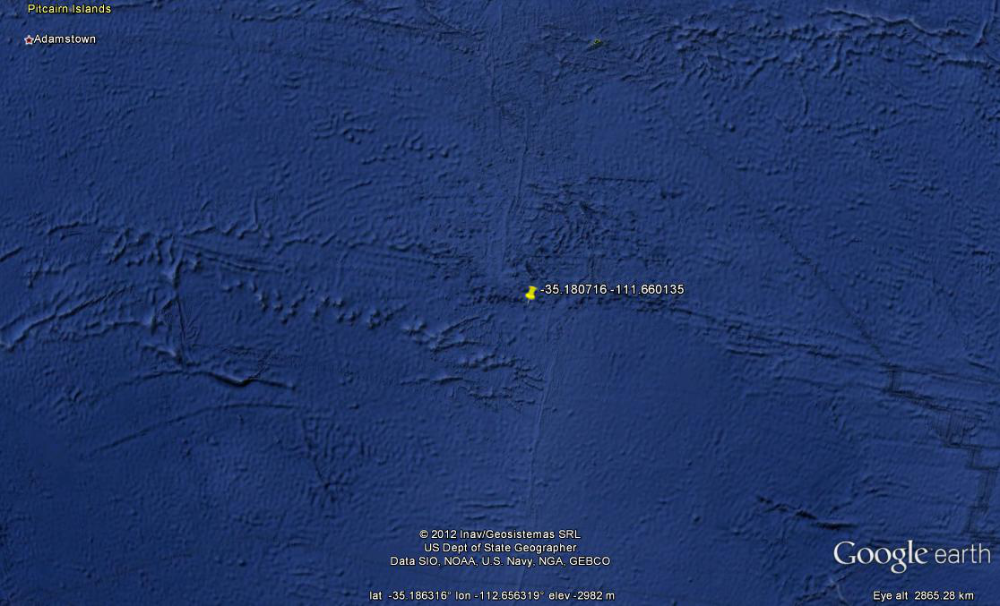 Pitcairn Islands
Adamstown
-35.180716 -111.660135
© 2012 Inav/Geosistemas SRL
US Dept of State Geographer
Data SIO, NOAA, U.S. Navy, NGA, GEBCO
Google earth
lat -35.186316° lon -112.656319° elev -2982 m
Eye alt 2865.28 km